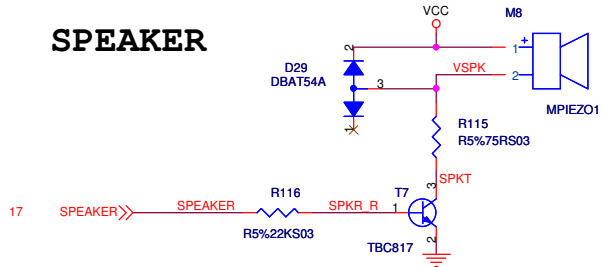 SPEAKER
VCC
M8
D29
DBAT54A
2
3
1
VSPK
+
1
2
MPIEZO1
R115
R5%75RS03
SPKT
3
T7
1
2
TBC817
17
SPEAKER
SPEAKER
R116
SPKR_R
R5%22KS03